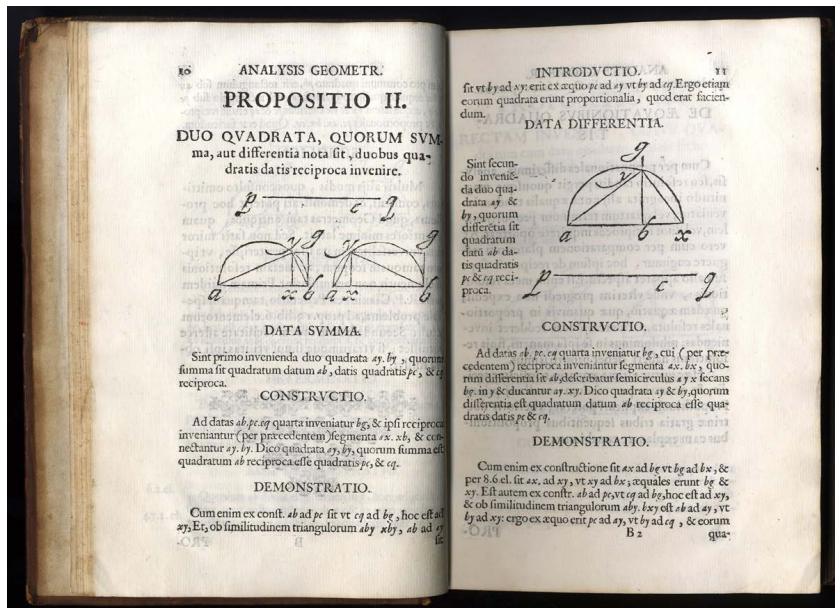 10 ANALYSIS GEOMETR.
PROPOSITIO II.
DUO QVADRATA, QUORUM SVM-
ma, aut differentia nota sit, duobus qua-
dratis datis reciproca invenire.
p c q
a y g x b a y x g b
DATA SVMMA.
Sint primo invenienda duo quadrata ay. by, quorum
summa sit quadratum datum ab, datis quadratis pc, & cq
reciproca.
CONSTRVCTIO.
Ad datas ab. pc. cq quarta inveniatur bg, & ipsi reciproca
inveniantur (per præcedentem) segmenta ax. xb, & con-
nectantur ay. by. Dico quadrata ay, by, quorum summa est
quadratum ab reciproca esse quadratis pc, & cq.
DEMONSTRATIO.
Cum enim ex const. ab ad pc sit vt cq ad bg, hoc est ad
xy, Et, ob similitudinem triangulorum aby xby, ab ad ay
sit
INTRODVCTIO. 11
sit vt by ad xy: erit ex æquo pc ad ay vt by ad cq. Ergo etiam
eorum quadrata erunt proportionalia, quod erat facien-
dum.
DATA DIFFERENTIA.
Sint secun-
do invenien-
da duo qua-
drata ay &
by, quorum
differētia sit
quadratum
datū ab da-
tis quadratis
pc & cq reci-
proca.
g
y
a b x
p c q
CONSTRVCTIO.
Ad datas ab. pc. cq quarta inveniatur bg, cui (per præ-
cedentem) reciproca inveniantur segmenta ax. bx, quo-
rum differentia sit ab, describatur semicirculus a y x secans
bg. in y & ducantur ay. xy. Dico quadrata ay & by, quorum
differentia est quadratum datum ab reciproca esse qua-
dratis datis pc & cq.
DEMONSTRATIO.
Cum enim ex constructione sit ax ad bg vt bg ad bx, &
per 8.6.el. sit ax. ad xy, vt xy ad bx; æquales erunt bg &
xy. Est autem ex constr. ab ad pc, vt cq ad bg, hoc est ad xy,
& ob similitudinem triangulorum aby. bxy est ab ad ay, vt
by ad xy: ergo ex æquo erit pc ad ay, vt by ad cq, & eorum
B 2 qua-